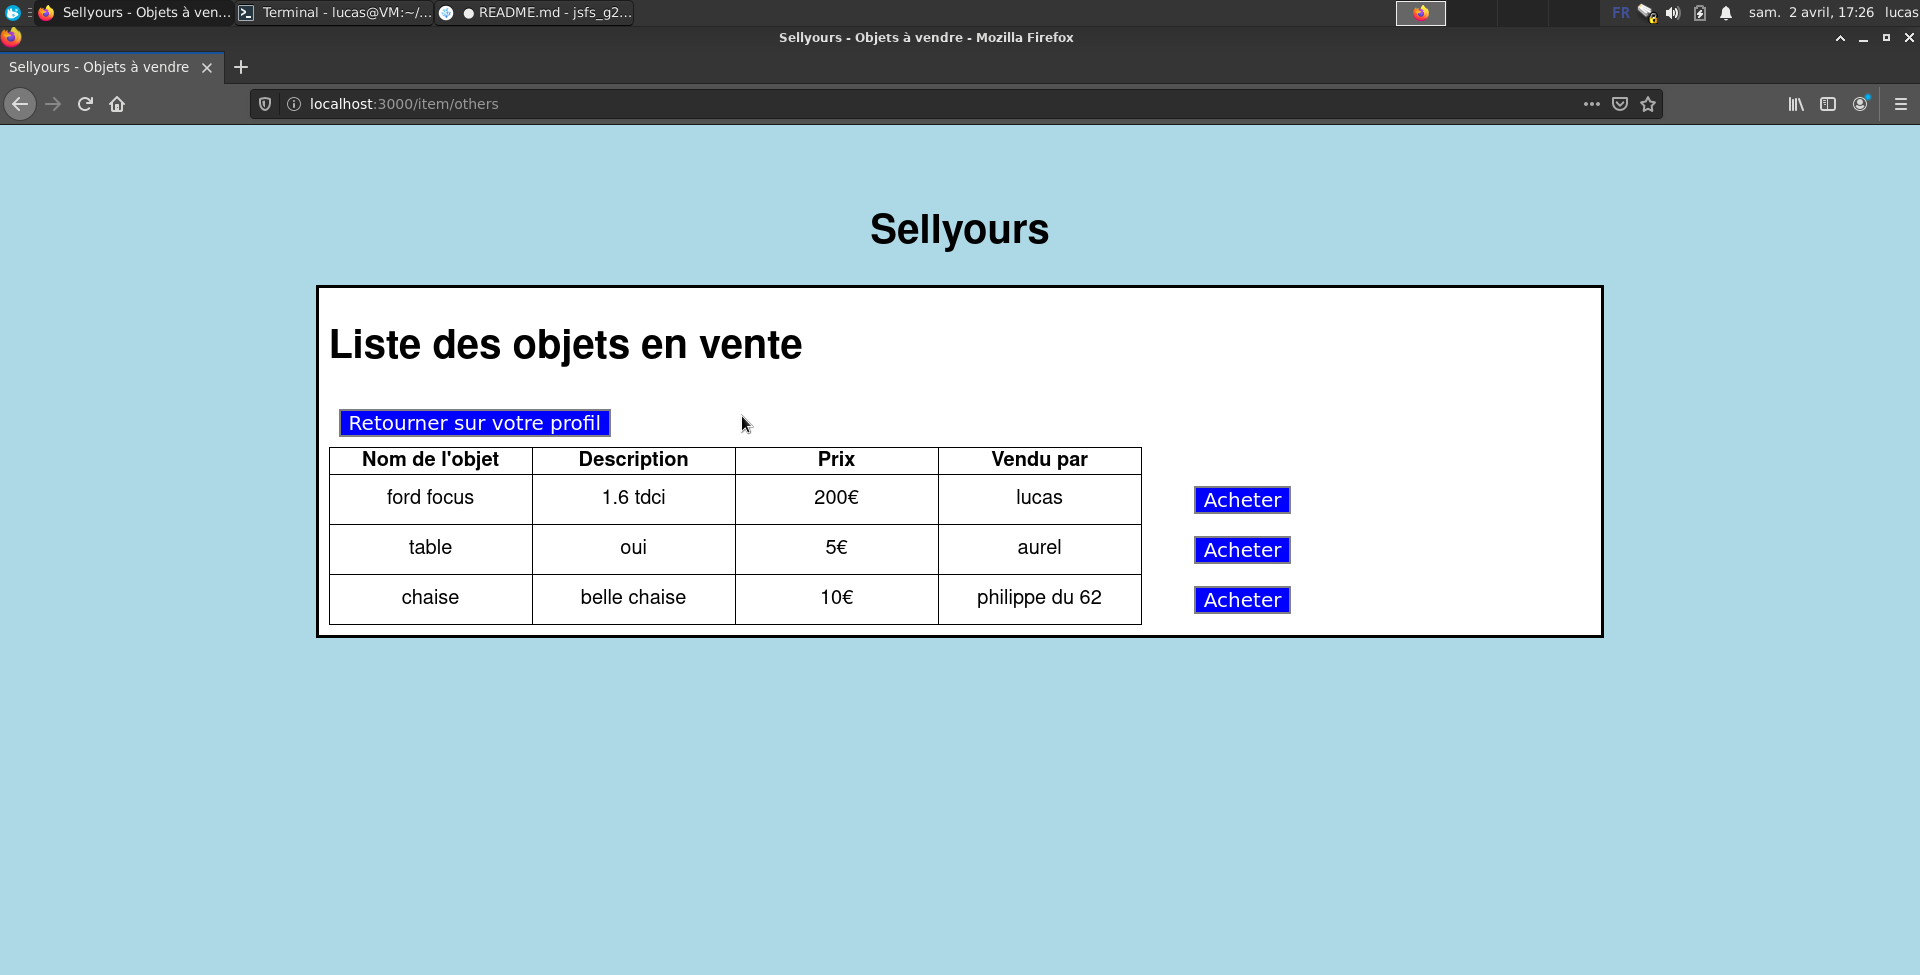 Sellyours - Objets à ven... Terminal - lucas@VM:~/... ● README.md - jsfs_g2... FR sam. 2 avril, 17:26 lucas
Sellyours - Objets à vendre - Mozilla Firefox
Sellyours - Objets à vendre
localhost:3000/item/others
Sellyours
Liste des objets en vente
Retourner sur votre profil
Nom de l'objet Description Prix Vendu par
ford focus 1.6 tdci 200€ lucas Acheter
table oui 5€ aurel Acheter
chaise belle chaise 10€ philippe du 62 Acheter